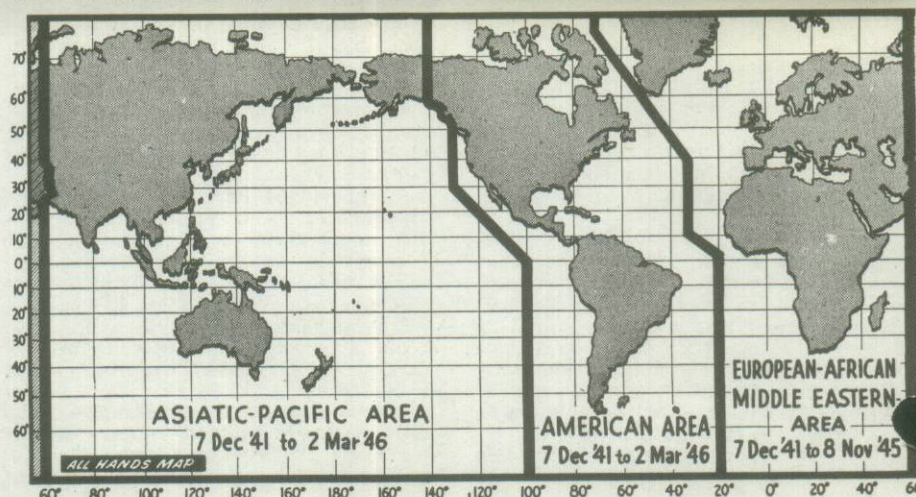 70°
60°
50°
40°
30°
20°
10°
0°
10°
20°
30°
40°
50°
60°
ASIATIC-PACIFIC AREA
7 Dec '41 to 2 Mar '46
ALL HANDS MAP
AMERICAN AREA
7 Dec '41 to 2 Mar '46
EUROPEAN-AFRICAN
MIDDLE EASTERN-
AREA
7 Dec '41 to 8 Nov '45
60° 80° 100° 120° 140° 160° 180° 160° 140° 120° 100° 80° 60° 40° 20° 0° 20° 40° 60°